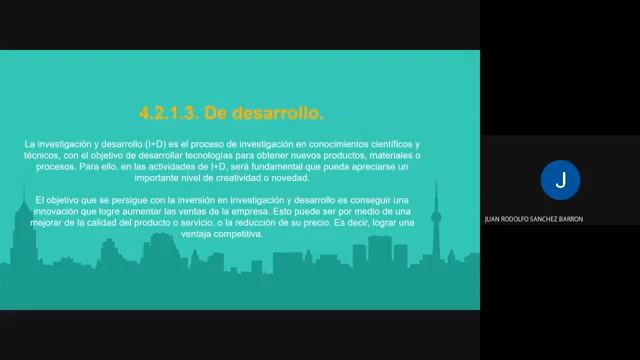 4.2.1.3. De desarrollo.
La investigación y desarrollo (I+D) es el proceso de investigación en conocimientos científicos y
técnicos, con el objetivo de desarrollar tecnologías para obtener nuevos productos, materiales o
procesos. Para ello, en las actividades de I+D, será fundamental que pueda apreciarse un
importante nivel de creatividad o novedad.
El objetivo que se persigue con la inversión en investigación y desarrollo es conseguir una
innovación que logre aumentar las ventas de la empresa. Esto puede ser por medio de una
mejorar de la calidad del producto o servicio, o la reducción de su precio. Es decir, lograr una
ventaja competitiva.
J
JUAN RODOLFO SANCHEZ BARRON